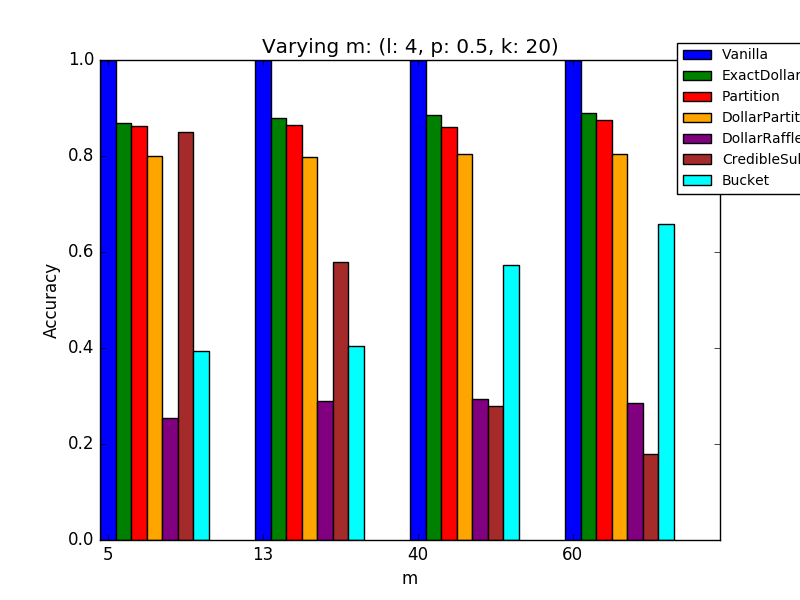 Varying m: (l: 4, p: 0.5, k: 20)
Vanilla
ExactDollar
Partition
DollarPartit
DollarRaffle
CredibleSul
Bucket
1.0
0.8
0.6
0.4
0.2
0.0
Accuracy
5 13 40 60
m